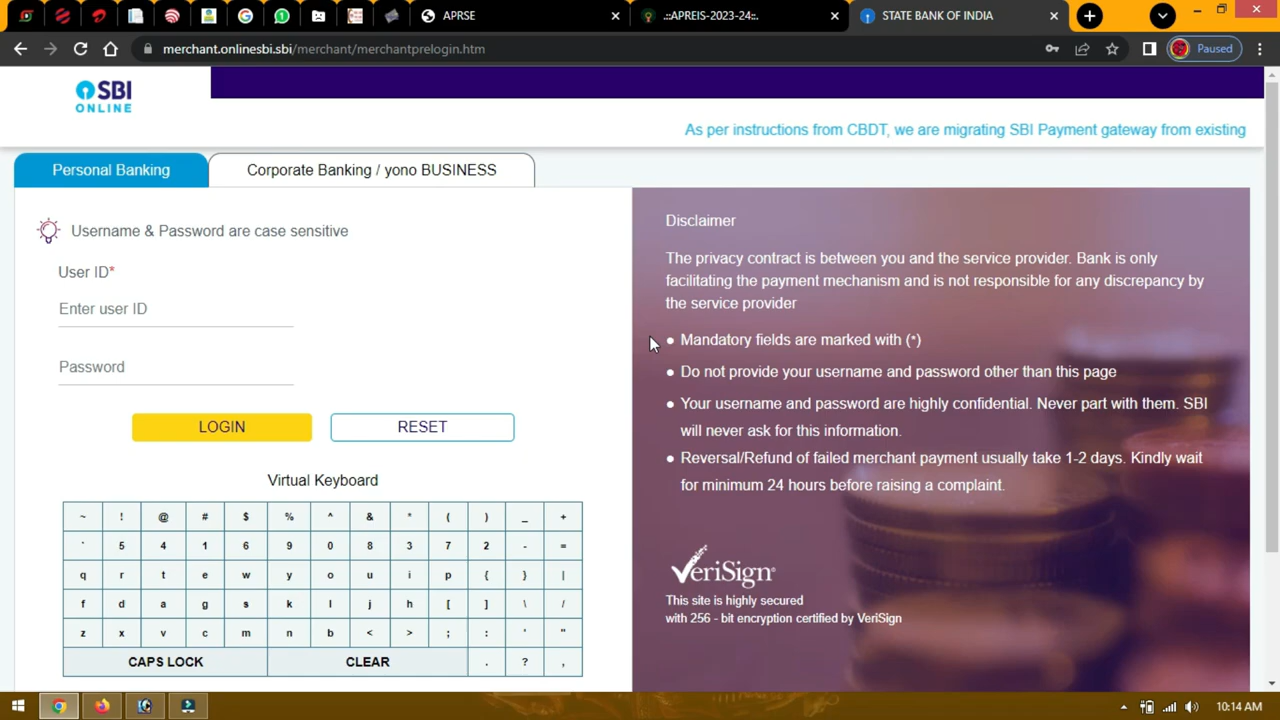 APRSE
.::APREIS-2023-24::.
STATE BANK OF INDIA
merchant.onlinesbi.sbi/merchant/merchantprelogin.htm
Paused
SBI
ONLINE
As per instructions from CBDT, we are migrating SBI Payment gateway from existing
Personal Banking
Corporate Banking / yono BUSINESS
Username & Password are case sensitive
User ID*
Enter user ID
Password
LOGIN
RESET
Virtual Keyboard
~ ! @ # $ % ^ & * ( ) _ +
` 5 4 1 6 9 0 8 3 7 2 - =
q r t e w y o u i p { } |
f d a g s k l j h [ ] \ /
z x v c m n b < > ; : ' "
CAPS LOCK CLEAR . ? ,
Disclaimer
The privacy contract is between you and the service provider. Bank is only
facilitating the payment mechanism and is not responsible for any discrepancy by
the service provider
● Mandatory fields are marked with (*)
● Do not provide your username and password other than this page
● Your username and password are highly confidential. Never part with them. SBI
will never ask for this information.
● Reversal/Refund of failed merchant payment usually take 1-2 days. Kindly wait
for minimum 24 hours before raising a complaint.
VeriSign
This site is highly secured
with 256 - bit encryption certified by VeriSign
10:14 AM